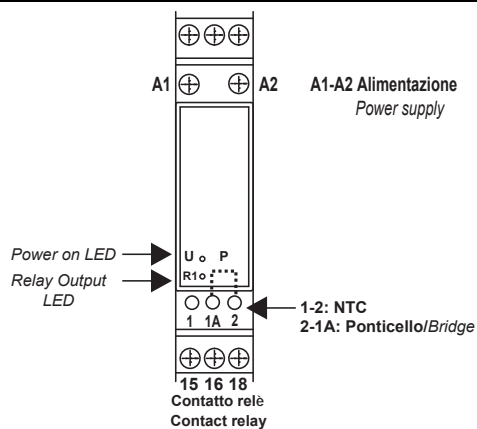 A1 A2 A1-A2 Alimentazione
Power supply
Power on LED U P
Relay Output R1
LED
1 1A 2 1-2: NTC
2-1A: Ponticello/Bridge
15 16 18
Contatto relè
Contact relay